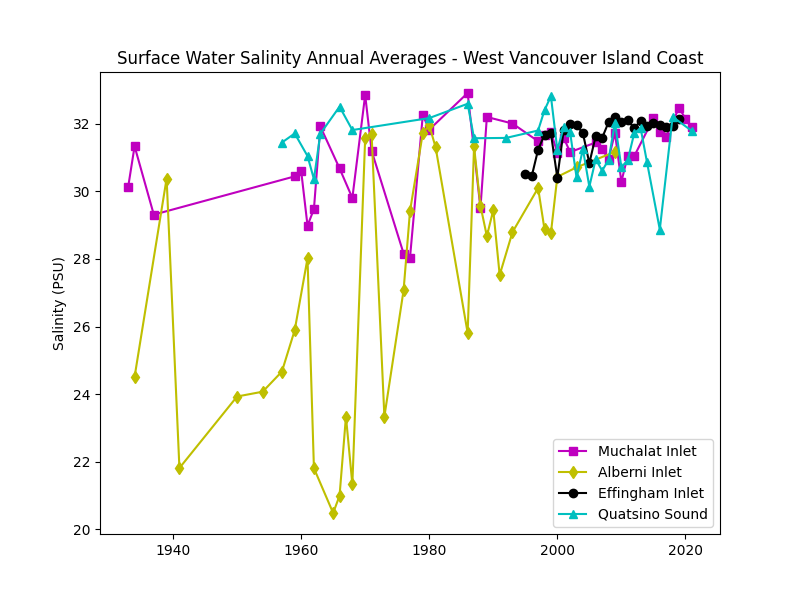 Surface Water Salinity Annual Averages - West Vancouver Island Coast
Salinity (PSU)
32
30
28
26
24
22
20
1940
1960
1980
2000
2020
Muchalat Inlet
Alberni Inlet
Effingham Inlet
Quatsino Sound